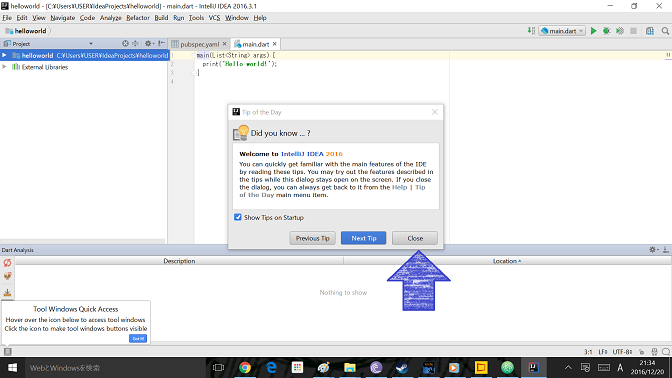 helloworld - [C:¥Users¥USER¥IdeaProjects¥helloworld] - main.dart - IntelliJ IDEA 2016.3.1
File Edit View Navigate Code Analyze Refactor Build Run Tools VCS Window Help
helloworld
main.dart
Project
pubspec.yaml
main.dart
helloworld C:¥Users¥USER¥IdeaProjects¥helloworld
External Libraries
1 main(List<String> args) {
2 print('Hello world!');
3 }
4
Tip of the Day
Did you know ... ?
Welcome to IntelliJ IDEA 2016
You can quickly get familiar with the main features of the IDE
by reading these tips. You may try out the features described in
the tips while this dialog stays open on the screen. If you close
the dialog, you can always get back to it from the Help | Tip
of the Day main menu item.
Show Tips on Startup
Previous Tip
Next Tip
Close
Dart Analysis
Description
Location
Nothing to show
Tool Windows Quick Access
Hover over the icon below to access tool windows
Click the icon to make tool windows buttons visible
Got it!
3:1 LF÷ UTF-8÷
WebとWindowsを検索
A
21:34
2016/12/20